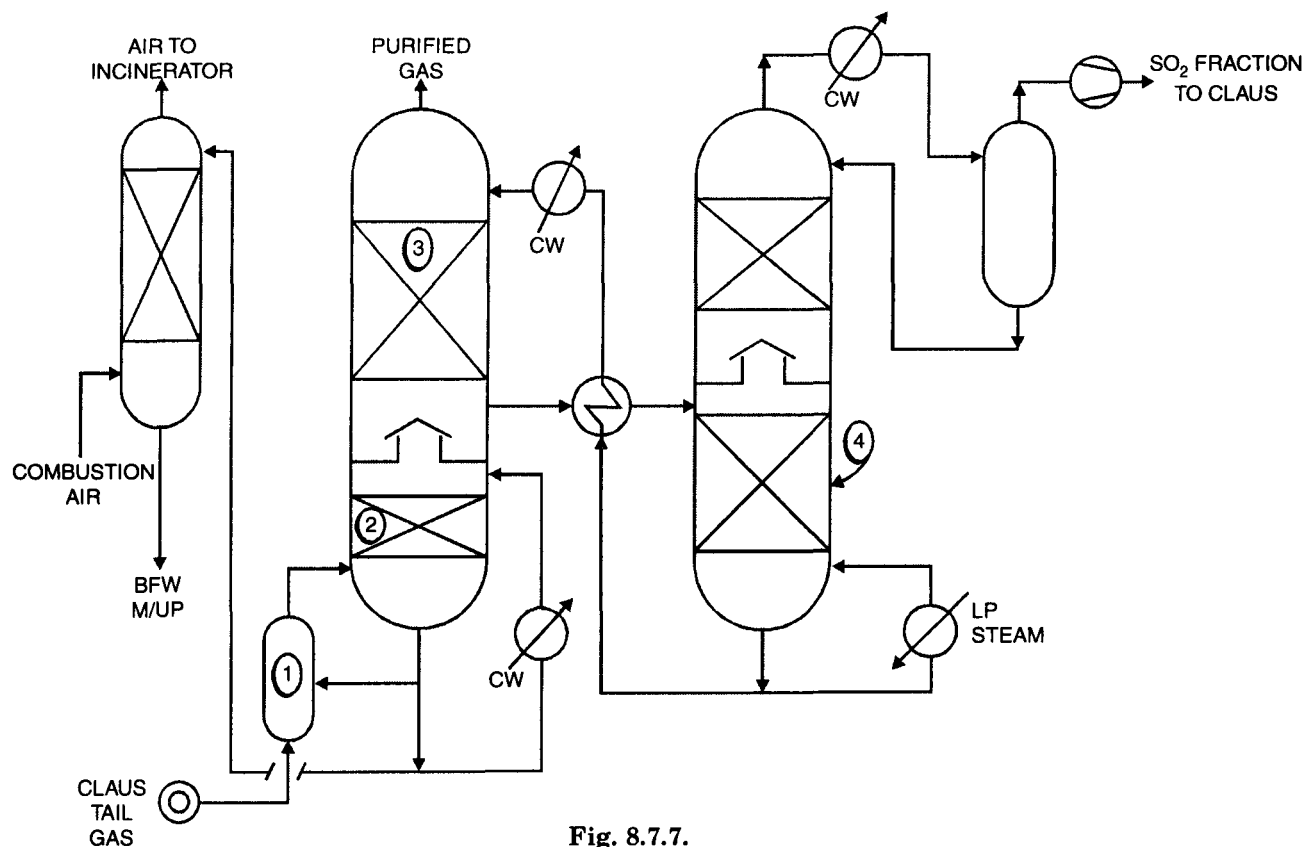 AIR TO
INCINERATOR
PURIFIED
GAS
CW
SO₂ FRACTION
TO CLAUS
3
CW
4
COMBUSTION
AIR
2
BFW
M/UP
LP
STEAM
1
CW
CLAUS
TAIL
GAS
Fig. 8.7.7.